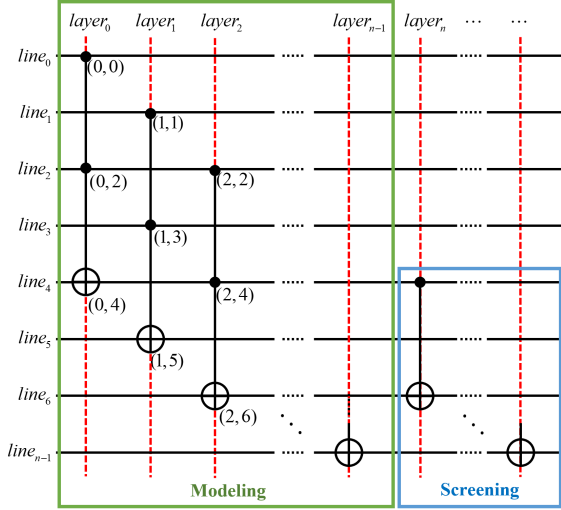 layer₀ layer₁ layer₂ layerₙ₋₁ layerₙ ... ...
line₀
(0,0)
line₁
(1,1)
line₂
(0,2) (2,2)
line₃
(1,3)
line₄
(0,4) (2,4)
line₅
(1,5)
line₆
(2,6)
lineₙ₋₁
Modeling Screening